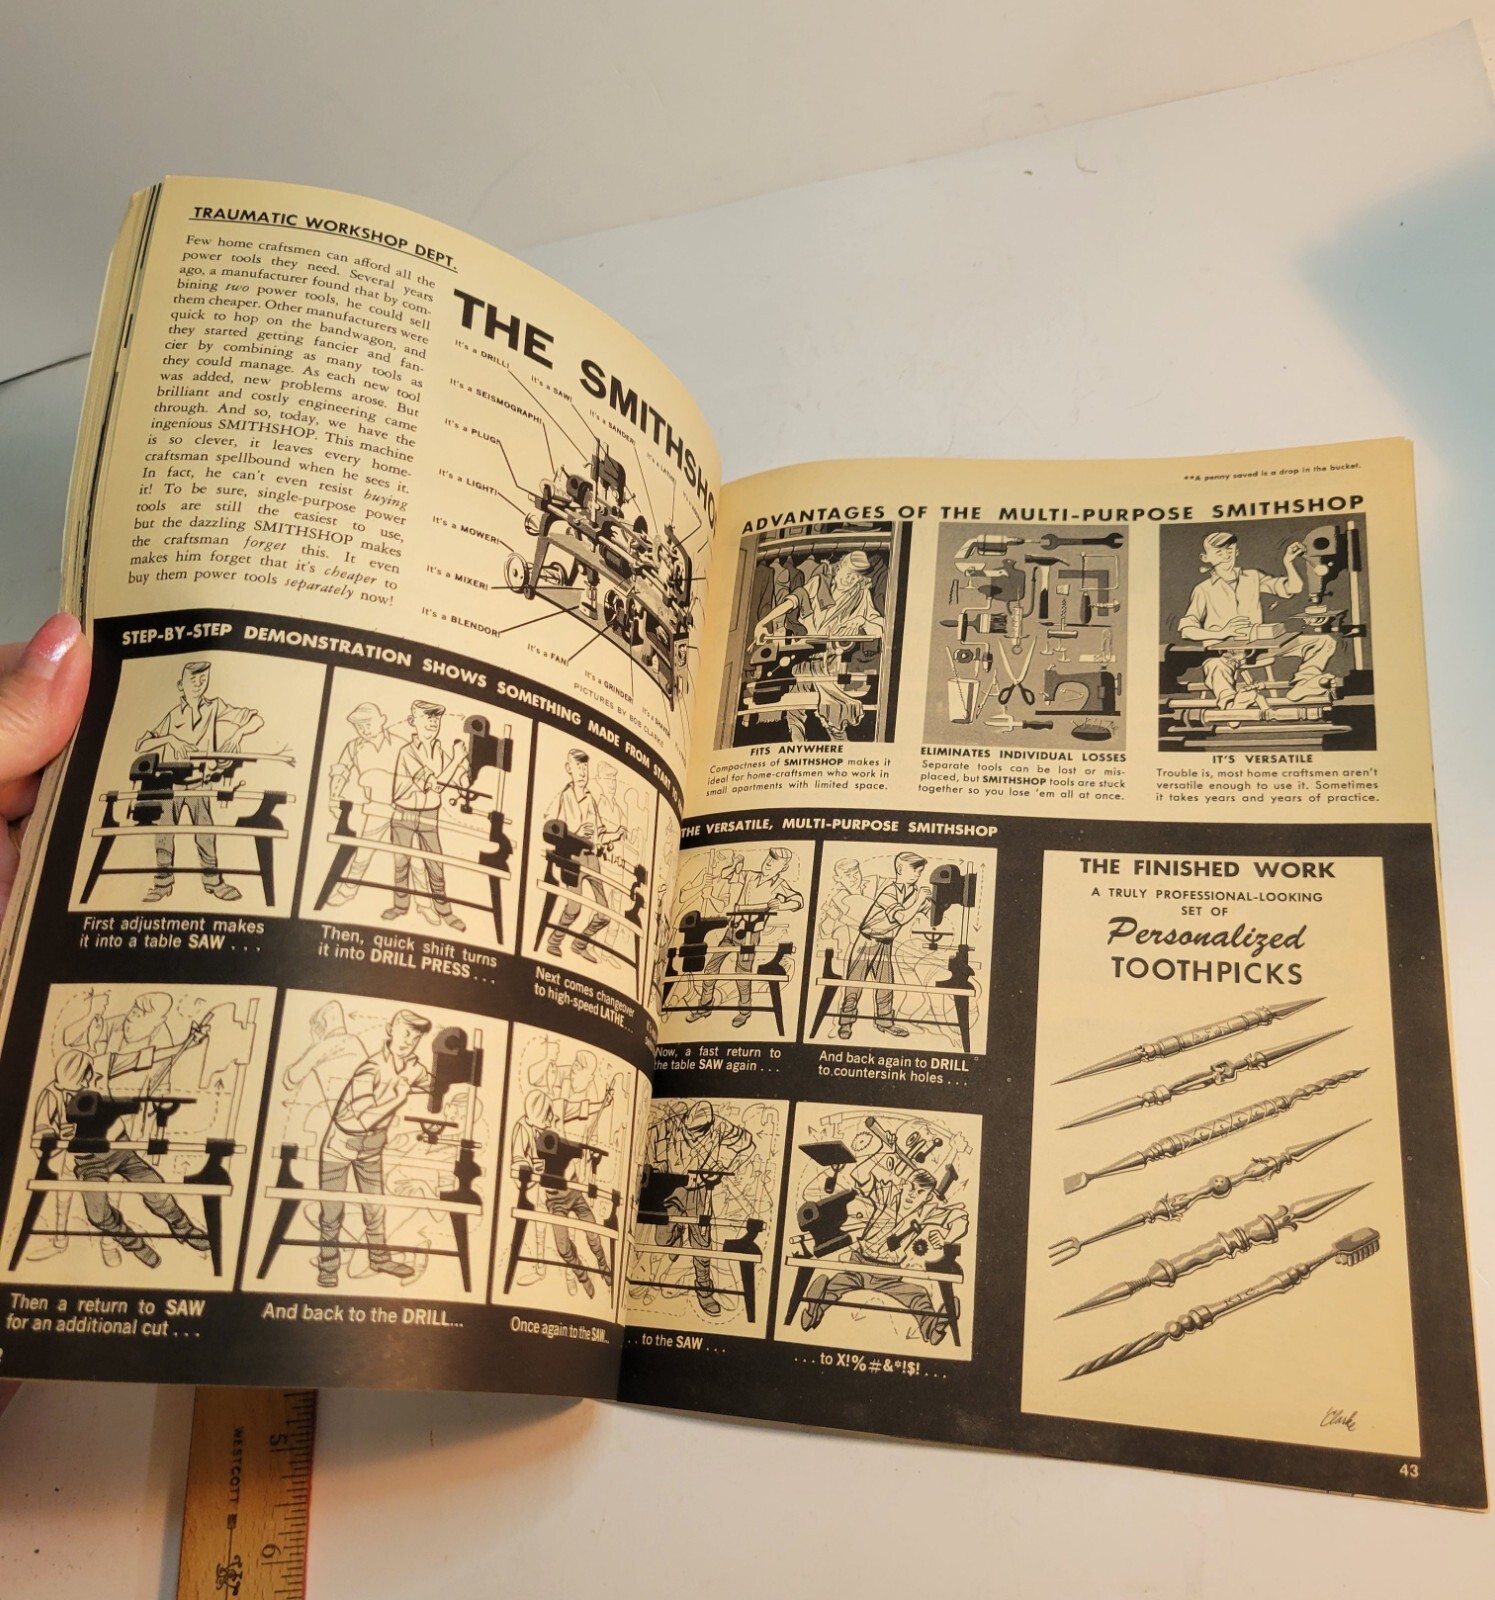 TRAUMATIC WORKSHOP DEPT.
Few home craftsmen can afford all the
power tools they need. Several years
ago, a manufacturer found that by com-
bining two power tools, he could sell
them cheaper. Other manufacturers were
quick to hop on the bandwagon, and
they started getting fancier and fan-
cier by combining as many tools as
they could manage. As each new tool
was added, new problems arose. But
brilliant and costly engineering came
through. And so, today, we have the
ingenious SMITHSHOP. This machine
is so clever, it leaves every home-
craftsman spellbound when he sees it.
In fact, he can't even resist buying
it! To be sure, single-purpose power
tools are still the easiest to use,
but the dazzling SMITHSHOP makes
the craftsman forget this. It even
makes him forget that it's cheaper to
buy them power tools separately now!
THE SMITHSHO
It's a DRILL!
It's a SAW!
It's a SANDER!
It's a SEISMOGRAPH!
It's a PLUG!
It's a LIGHT!
It's a MOWER!
It's a MIXER!
It's a BLENDOR!
It's a FAN!
It's a GRINDER!
PICTURES BY BOB CLARKE
STEP-BY-STEP DEMONSTRATION SHOWS SOMETHING MADE FROM START
First adjustment makes
it into a table SAW . . .
Then, quick shift turns
it into DRILL PRESS . . .
Next comes changeover
to high-speed LATHE...
Then a return to SAW
for an additional cut . . .
And back to the DRILL...
Once again to the SAW...
**A penny saved is a drop in the bucket.
ADVANTAGES OF THE MULTI-PURPOSE SMITHSHOP
FITS ANYWHERE
Compactness of SMITHSHOP makes it
ideal for home-craftsmen who work in
small apartments with limited space.
ELIMINATES INDIVIDUAL LOSSES
Separate tools can be lost or mis-
placed, but SMITHSHOP tools are stuck
together so you lose 'em all at once.
IT'S VERSATILE
Trouble is, most home craftsmen aren't
versatile enough to use it. Sometimes
it takes years and years of practice.
THE VERSATILE, MULTI-PURPOSE SMITHSHOP
Now, a fast return to
the table SAW again . . .
And back again to DRILL
to countersink holes . . .
. . to the SAW . . .
. . . to X!%#&*!$! . . .
THE FINISHED WORK
A TRULY PROFESSIONAL-LOOKING
SET OF
Personalized
TOOTHPICKS
Clarke
43
WESTCOTT
5
6